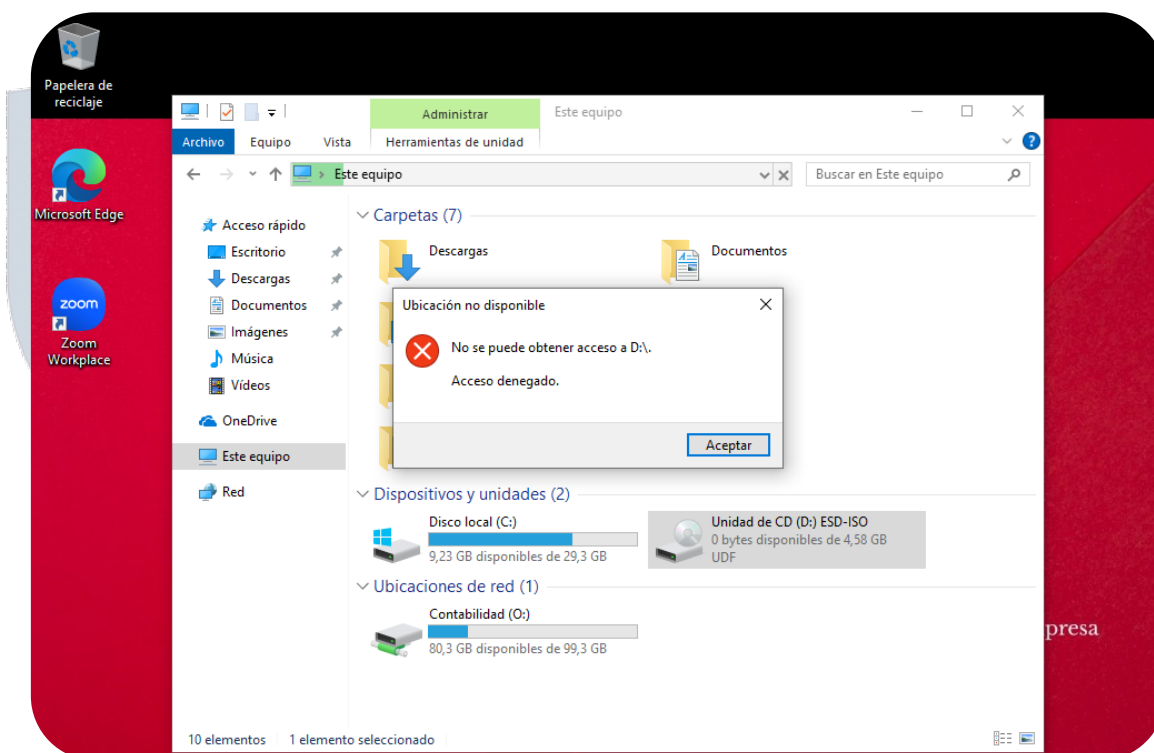 Papelera de
reciclaje
Microsoft Edge
zoom
Zoom
Workplace
Administrar
Este equipo
Archivo
Equipo
Vista
Herramientas de unidad
Este equipo
Buscar en Este equipo
Acceso rápido
Escritorio
Descargas
Documentos
Imágenes
Música
Vídeos
OneDrive
Este equipo
Red
Carpetas (7)
Descargas
Documentos
Ubicación no disponible
No se puede obtener acceso a D:\.
Acceso denegado.
Aceptar
Dispositivos y unidades (2)
Disco local (C:)
9,23 GB disponibles de 29,3 GB
Unidad de CD (D:) ESD-ISO
0 bytes disponibles de 4,58 GB
UDF
Ubicaciones de red (1)
Contabilidad (O:)
80,3 GB disponibles de 99,3 GB
presa
10 elementos
1 elemento seleccionado